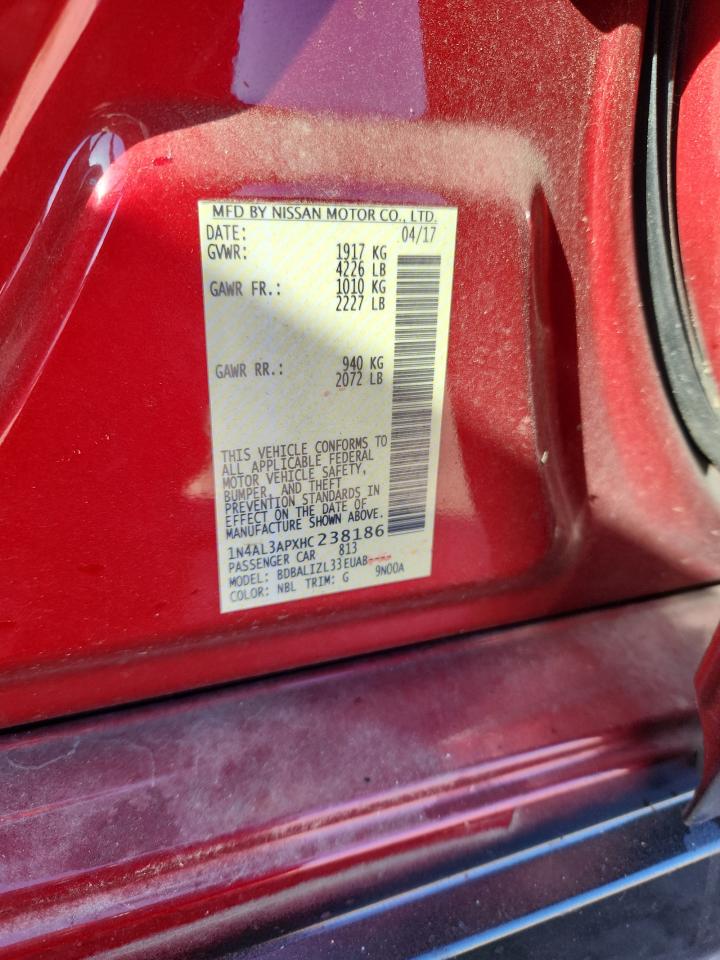 MFD BY NISSAN MOTOR CO., LTD.
DATE: 04/17
GVWR: 1917 KG
4226 LB
GAWR FR.: 1010 KG
2227 LB
GAWR RR.: 940 KG
2072 LB
THIS VEHICLE CONFORMS TO
ALL APPLICABLE FEDERAL
MOTOR VEHICLE SAFETY,
BUMPER, AND THEFT
PREVENTION STANDARDS IN
EFFECT ON THE DATE OF
MANUFACTURE SHOWN ABOVE.
1N4AL3APXHC238186
PASSENGER CAR 813
MODEL: BDBALIZL33EUAB----
COLOR: NBL TRIM: G 9N00A